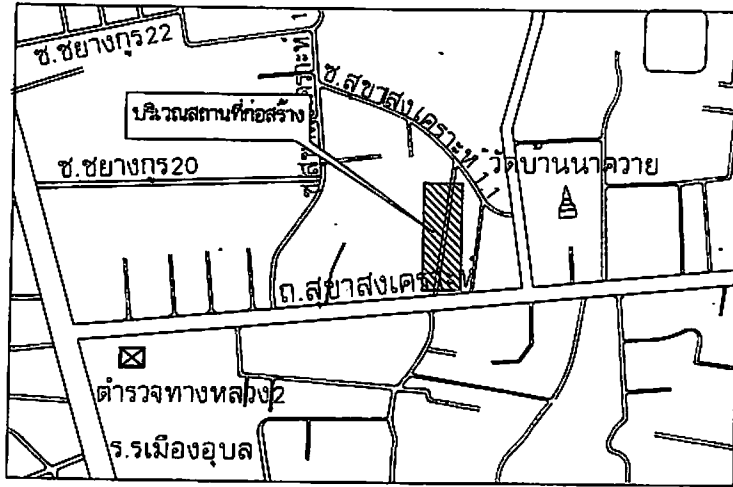 ซ.ชยางกูร22
ซ.สุขาสงเคราะห์ 11
บริเวณสถานที่ก่อสร้าง
ซ.ชยางกูร20
วัดบ้านนาควาย
ถ.สุขาสงเคราะห์
ตำรวจทางหลวง2
ร.รเมืองอุบล